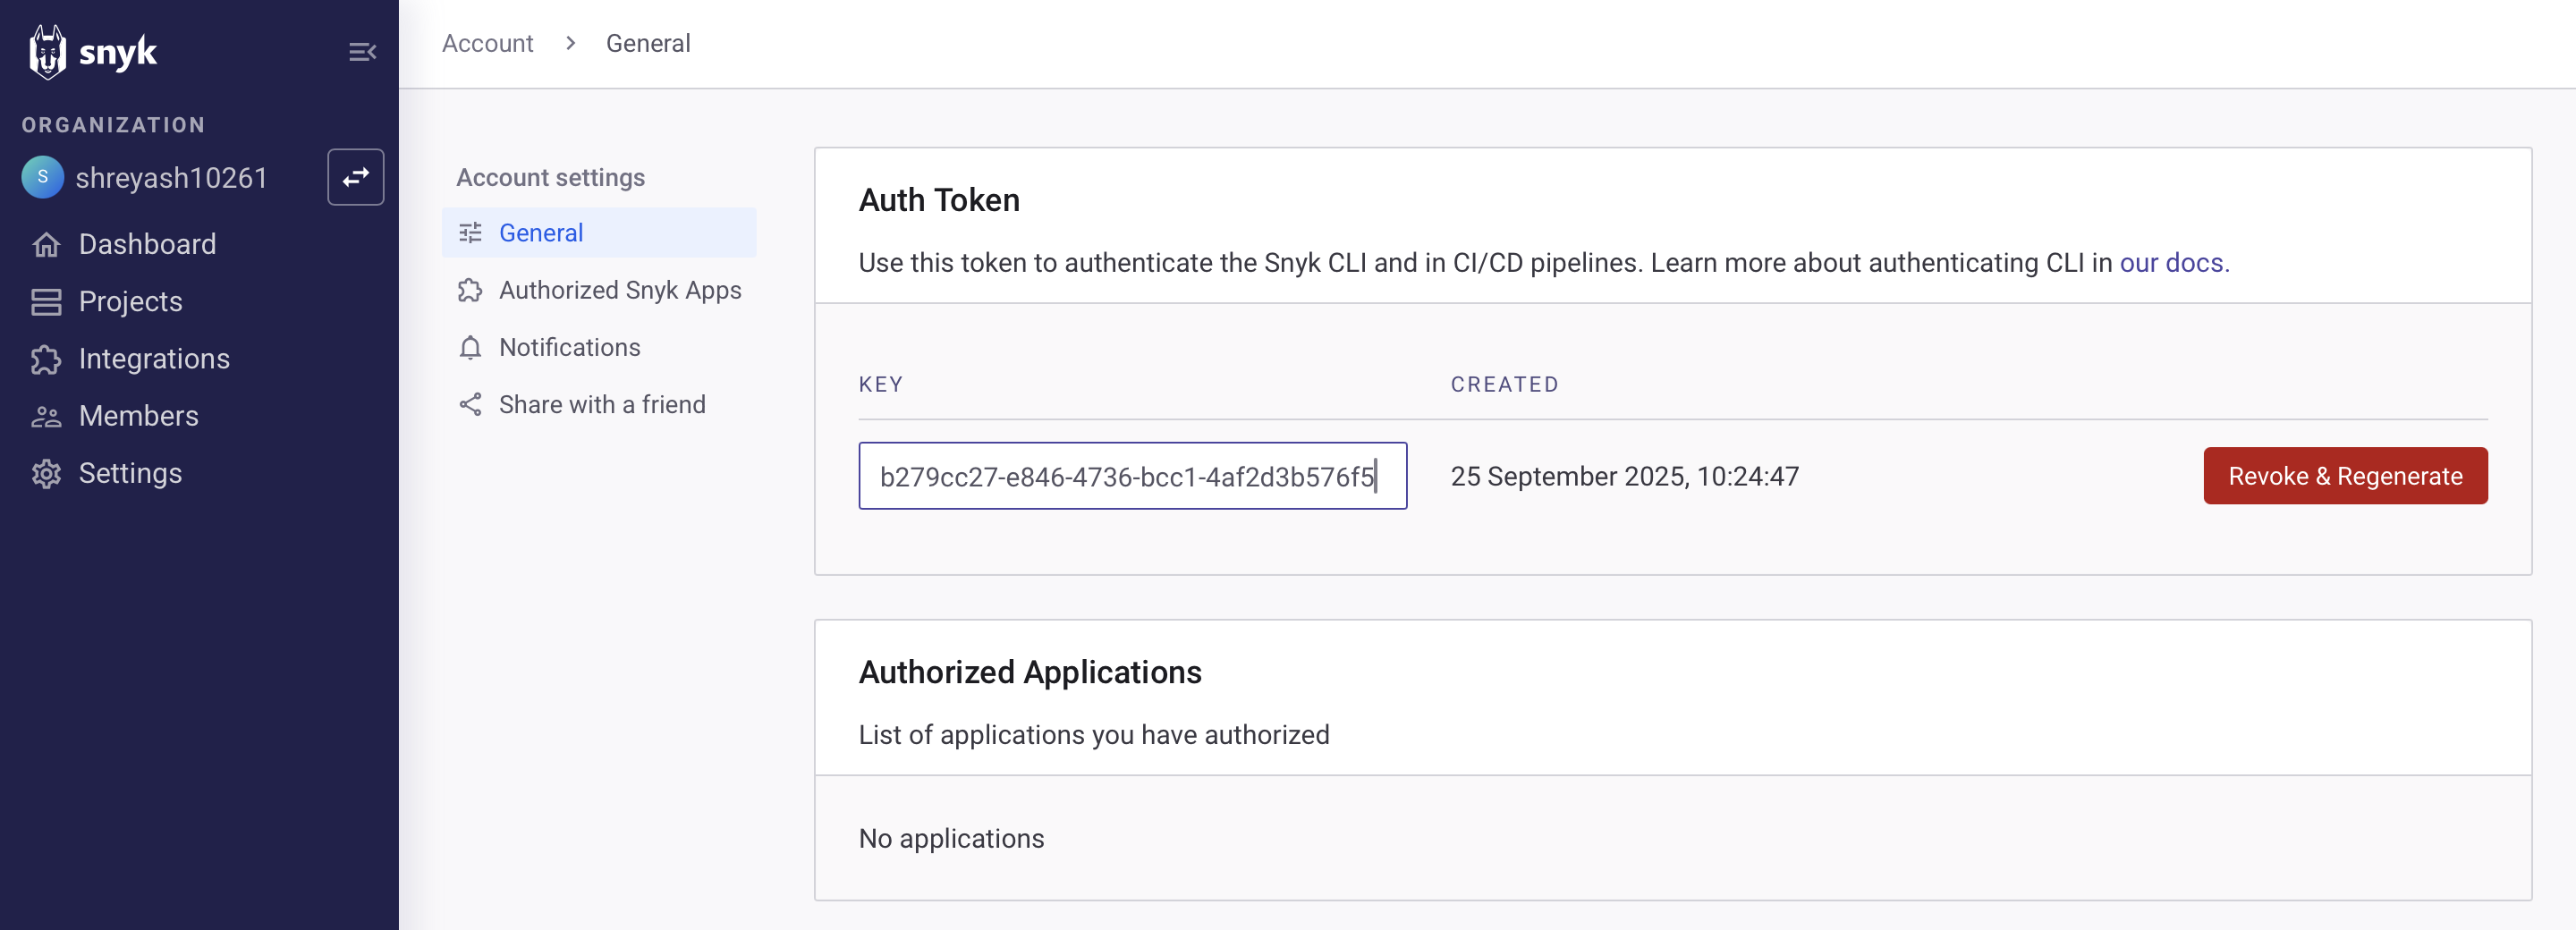 snyk
ORGANIZATION
S shreyash10261
Dashboard
Projects
Integrations
Members
Settings
Account > General
Account settings
General
Authorized Snyk Apps
Notifications
Share with a friend
Auth Token
Use this token to authenticate the Snyk CLI and in CI/CD pipelines. Learn more about authenticating CLI in our docs.
KEY CREATED
b279cc27-e846-4736-bcc1-4af2d3b576f5 25 September 2025, 10:24:47 Revoke & Regenerate
Authorized Applications
List of applications you have authorized
No applications